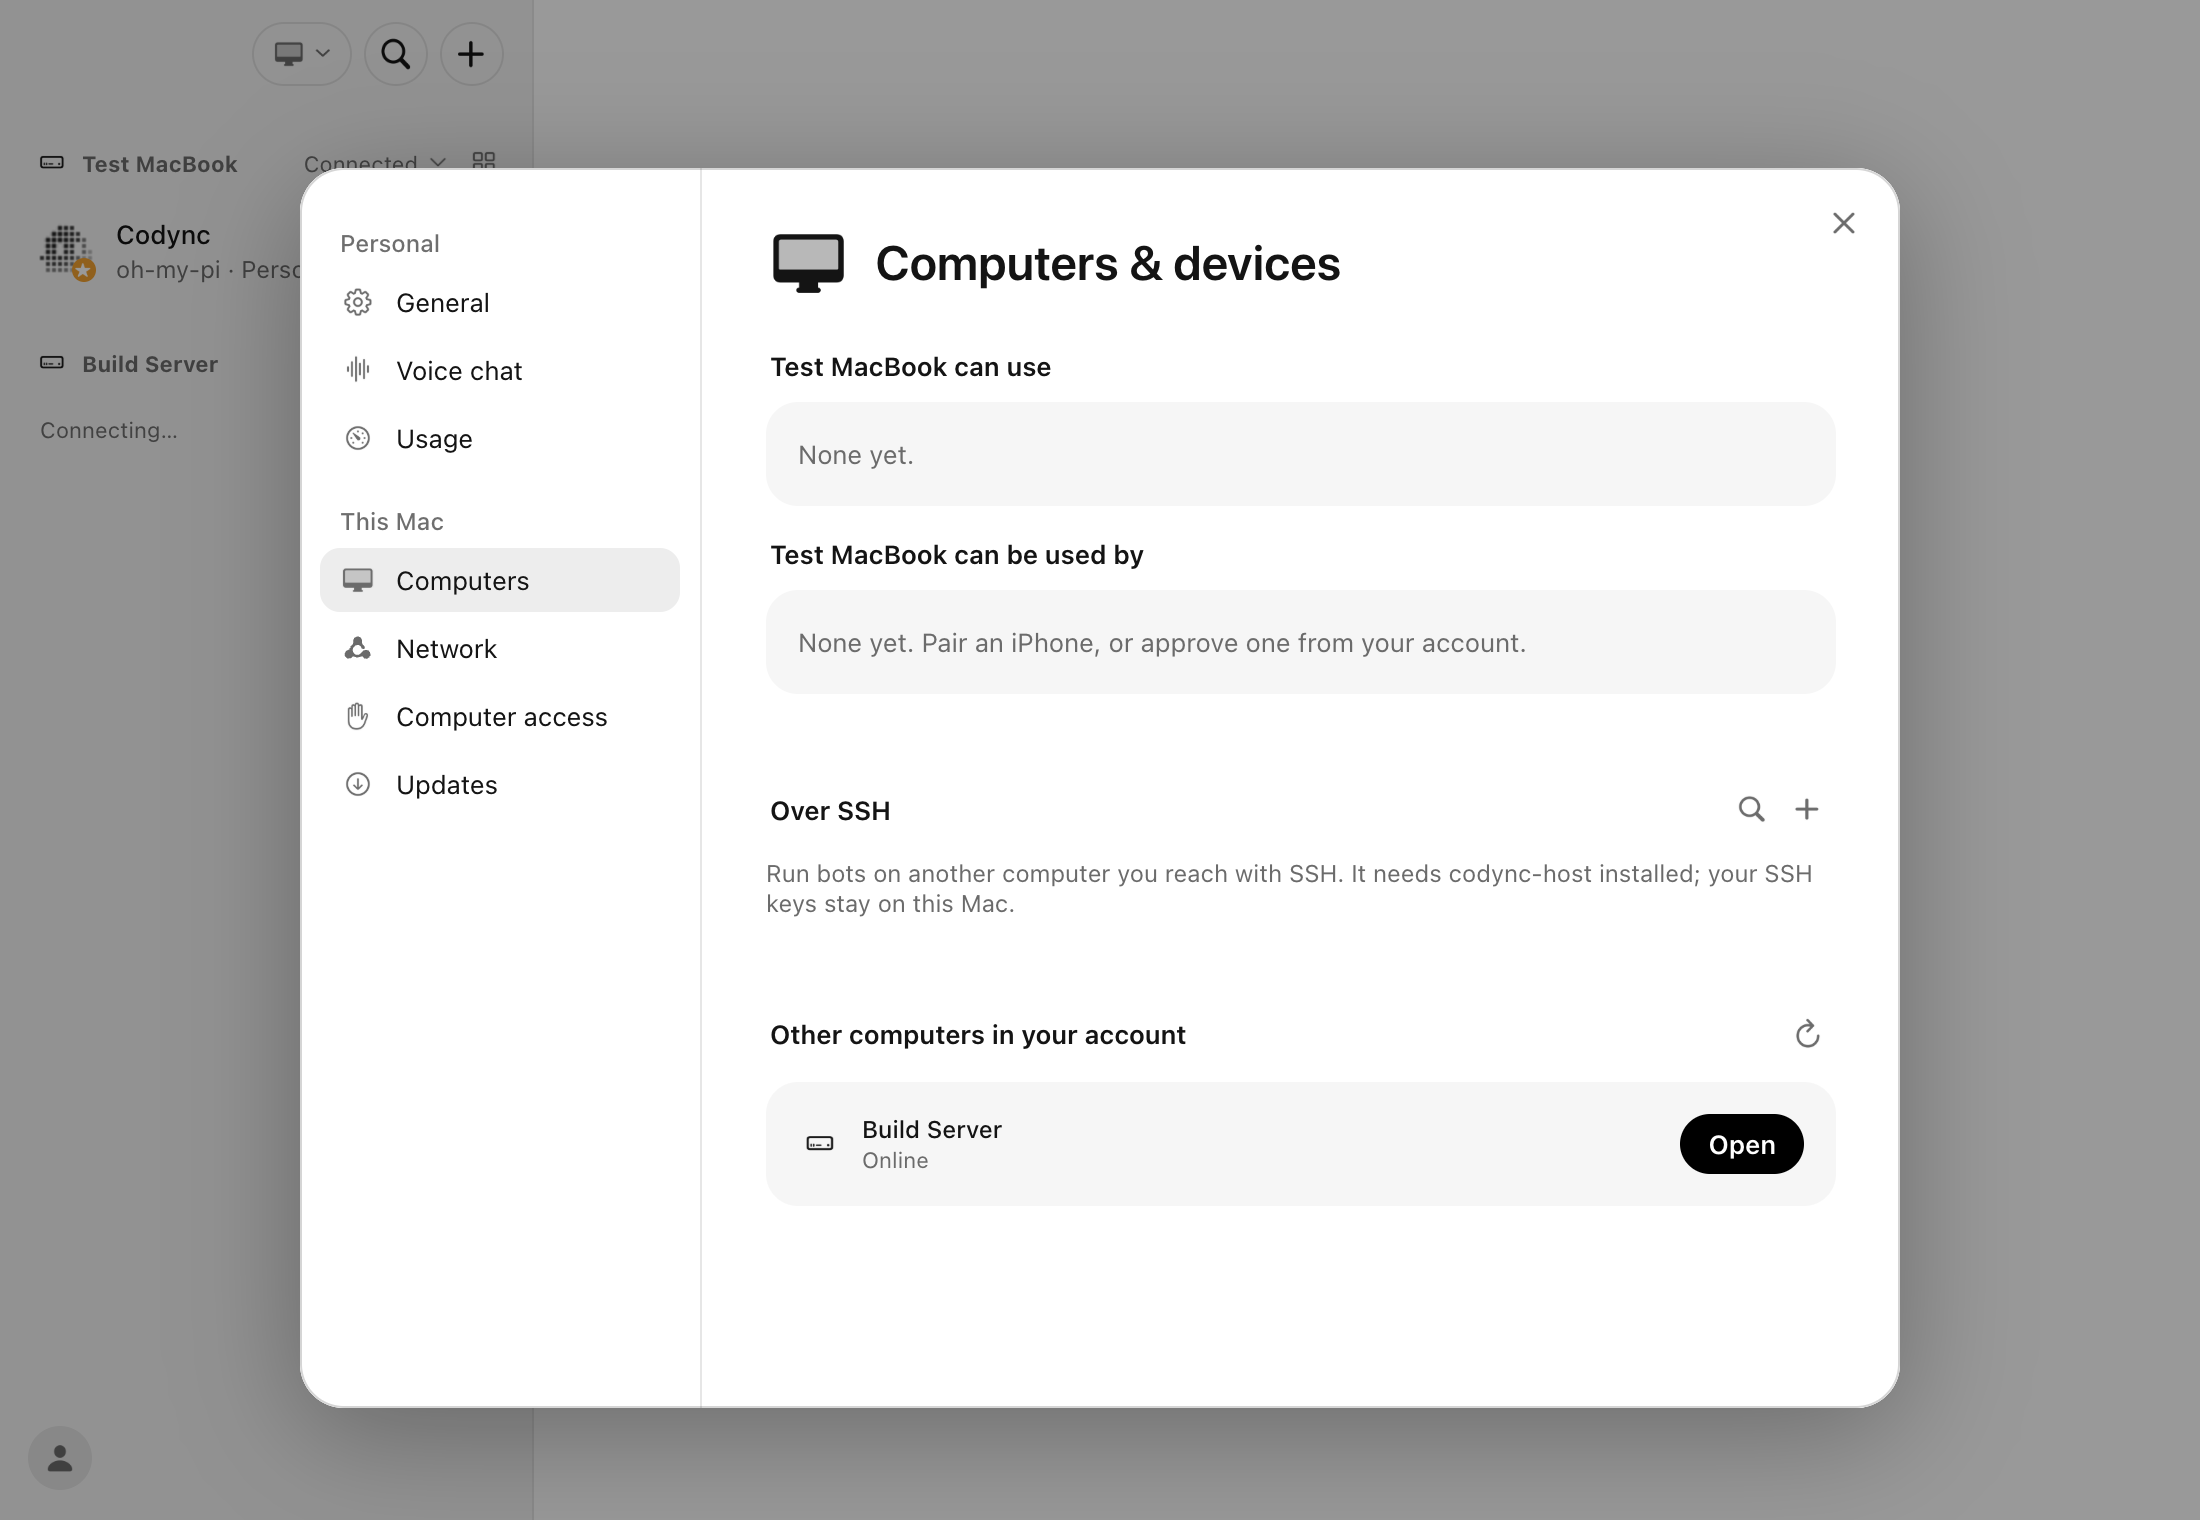 Test MacBook
Connected
Codync
oh-my-pi · Perso
Build Server
Connecting...
Personal
General
Voice chat
Usage
This Mac
Computers
Network
Computer access
Updates
Computers & devices
Test MacBook can use
None yet.
Test MacBook can be used by
None yet. Pair an iPhone, or approve one from your account.
Over SSH
Run bots on another computer you reach with SSH. It needs codync-host installed; your SSH
keys stay on this Mac.
Other computers in your account
Build Server
Online
Open